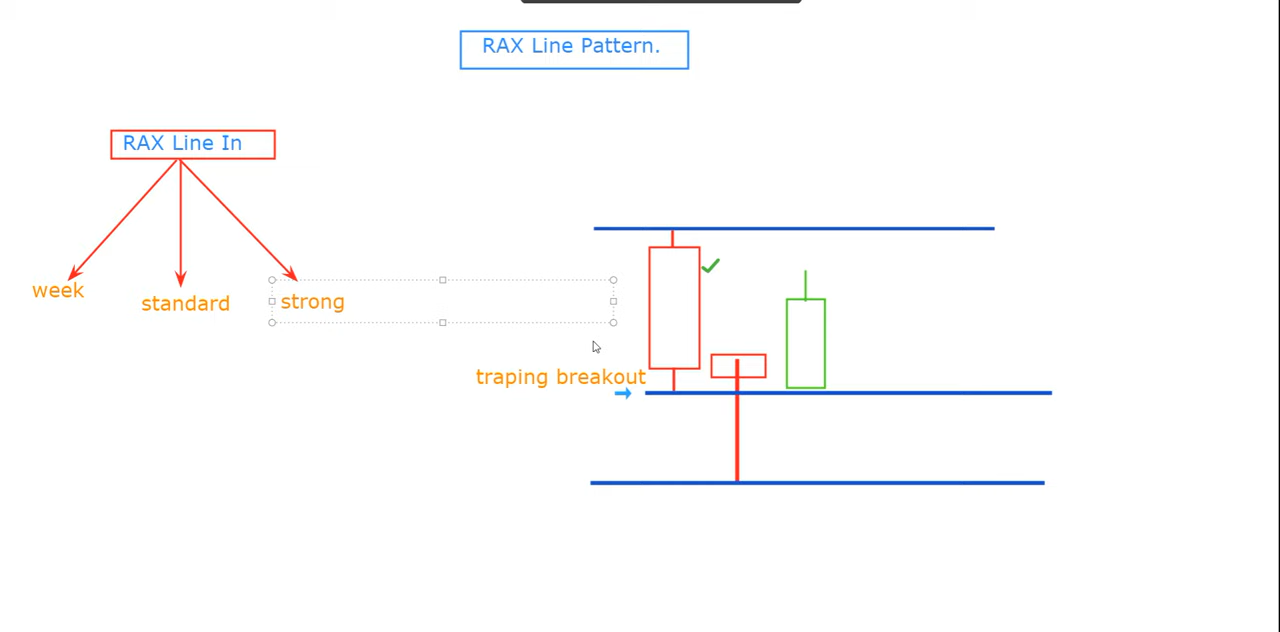 RAX Line Pattern.
RAX Line In
week
standard
strong
traping breakout